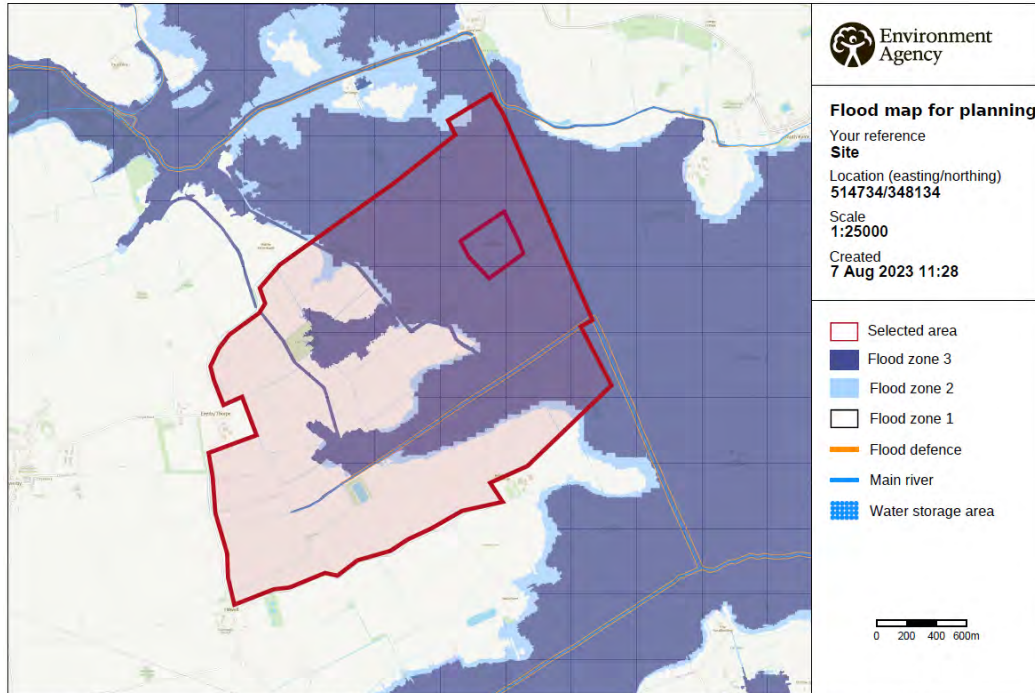 Environment
Agency
Flood map for planning
Your reference
Site
Location (easting/northing)
514734/348134
Scale
1:25000
Created
7 Aug 2023 11:28
Selected area
Flood zone 3
Flood zone 2
Flood zone 1
Flood defence
Main river
Water storage area
0 200 400 600m